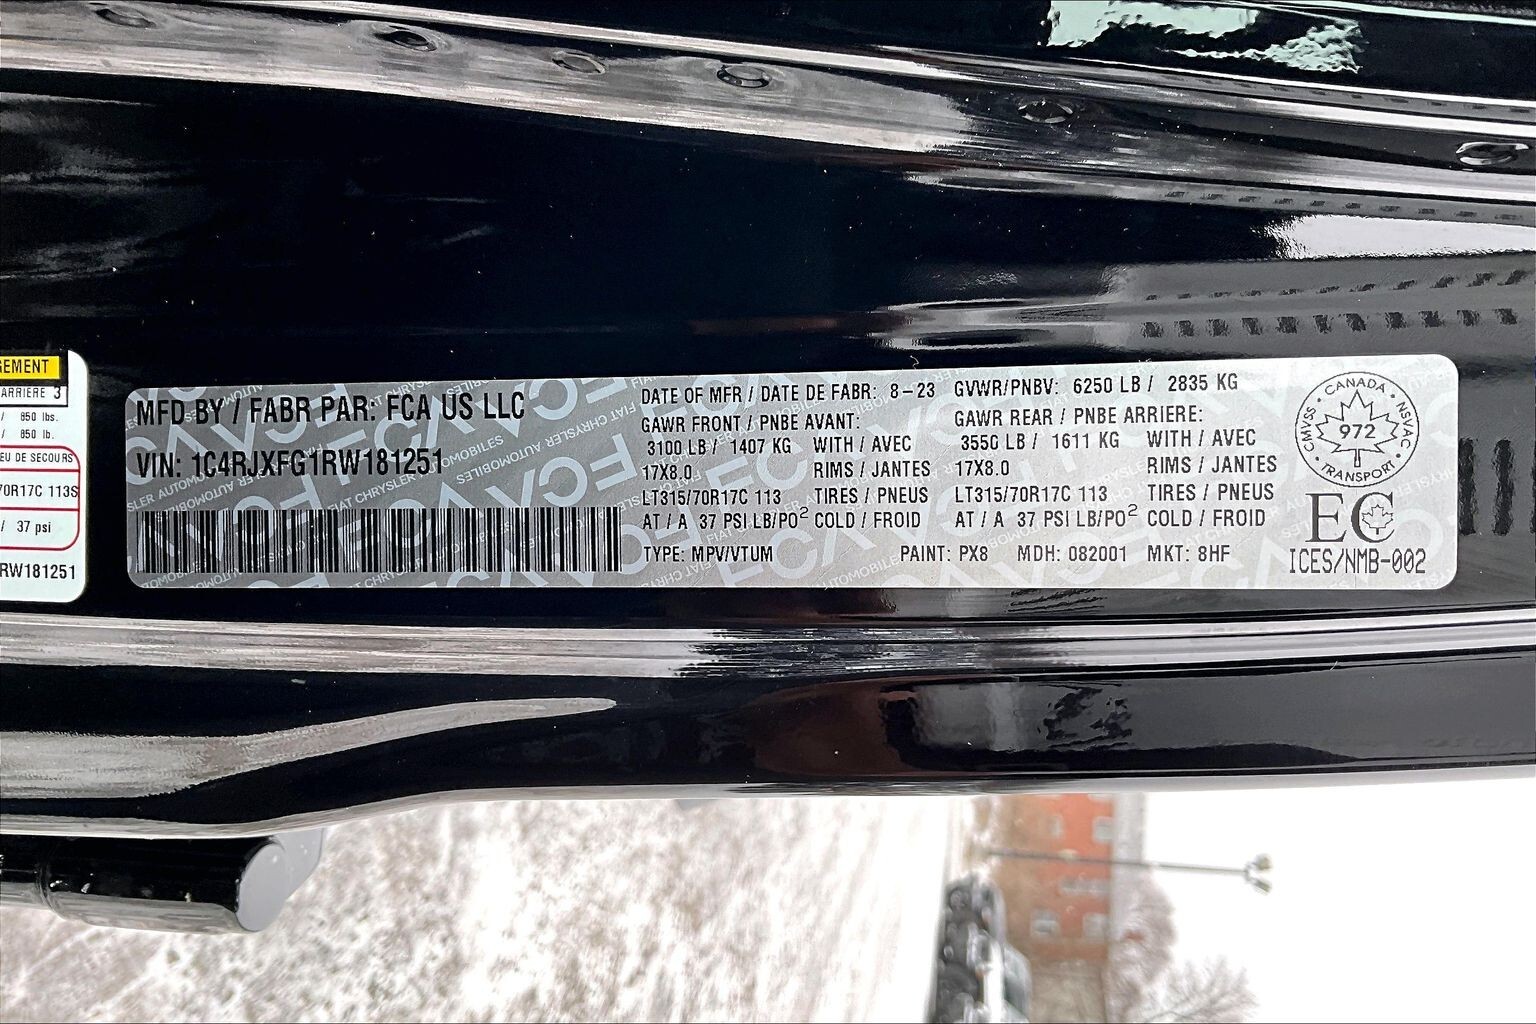 GEMENT
ARRIERE 3
/ 850 lbs.
/ 850 lb.
EU DE SECOURS
70R17C 113S
/ 37 psi
RW181251
MFD BY / FABR PAR: FCA US LLC
VIN: 1C4RJXFG1RW181251
DATE OF MFR / DATE DE FABR: 8-23 GVWR/PNBV: 6250 LB / 2835 KG
GAWR FRONT / PNBE AVANT: GAWR REAR / PNBE ARRIERE:
3100 LB / 1407 KG WITH / AVEC 3550 LB / 1611 KG WITH / AVEC
17X8.0 RIMS / JANTES 17X8.0 RIMS / JANTES
LT315/70R17C 113 TIRES / PNEUS LT315/70R17C 113 TIRES / PNEUS
AT / A 37 PSI LB/PO² COLD / FROID AT / A 37 PSI LB/PO² COLD / FROID
TYPE: MPV/VTUM PAINT: PX8 MDH: 082001 MKT: 8HF
CANADA
CMVSS 972 NSVAC
TRANSPORT
EC
ICES/NMB-002